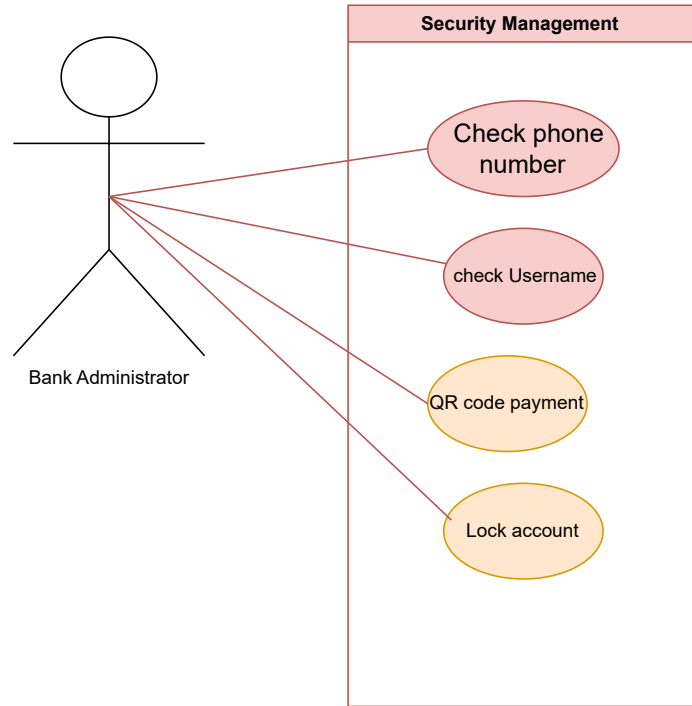 Security Management
Check phone
number
check Username
Bank Administrator
QR code payment
Lock account